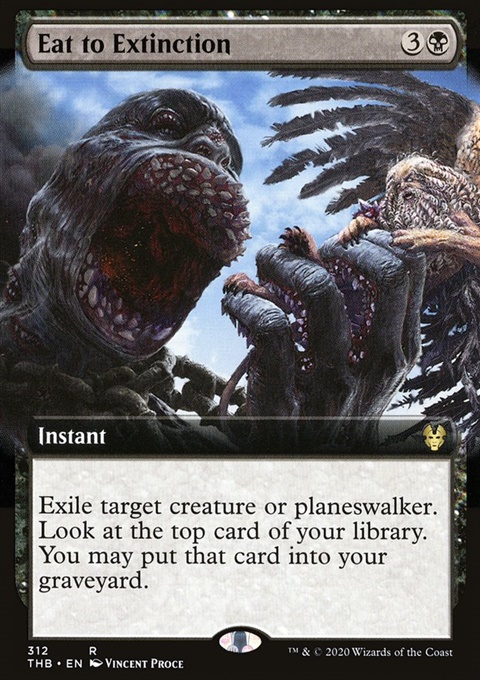 Eat to Extinction 3
Instant
Exile target creature or planeswalker.
Look at the top card of your library.
You may put that card into your
graveyard.
312 R
THB • EN Vincent Proce
™ & © 2020 Wizards of the Coast